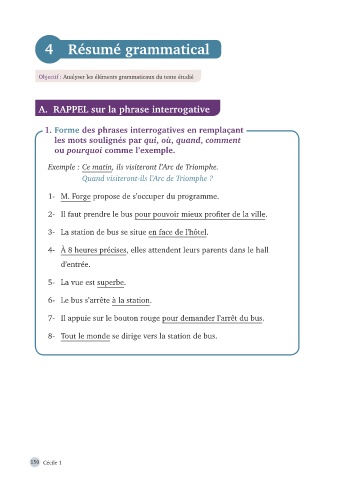 4 Résumé grammatical
Objectif : Analyser les éléments grammaticaux du texte étudié
A. RAPPEL sur la phrase interrogative
1. Forme des phrases interrogatives en remplaçant
les mots soulignés par qui, où, quand, comment
ou pourquoi comme l'exemple.
Exemple : Ce matin, ils visiteront l'Arc de Triomphe.
Quand visiteront-ils l'Arc de Triomphe ?
1- M. Forge propose de s'occuper du programme.
2- Il faut prendre le bus pour pouvoir mieux profiter de la ville.
3- La station de bus se situe en face de l'hôtel.
4- À 8 heures précises, elles attendent leurs parents dans le hall
d'entrée.
5- La vue est superbe.
6- Le bus s'arrête à la station.
7- Il appuie sur le bouton rouge pour demander l'arrêt du bus.
8- Tout le monde se dirige vers la station de bus.
150 Cécile 1